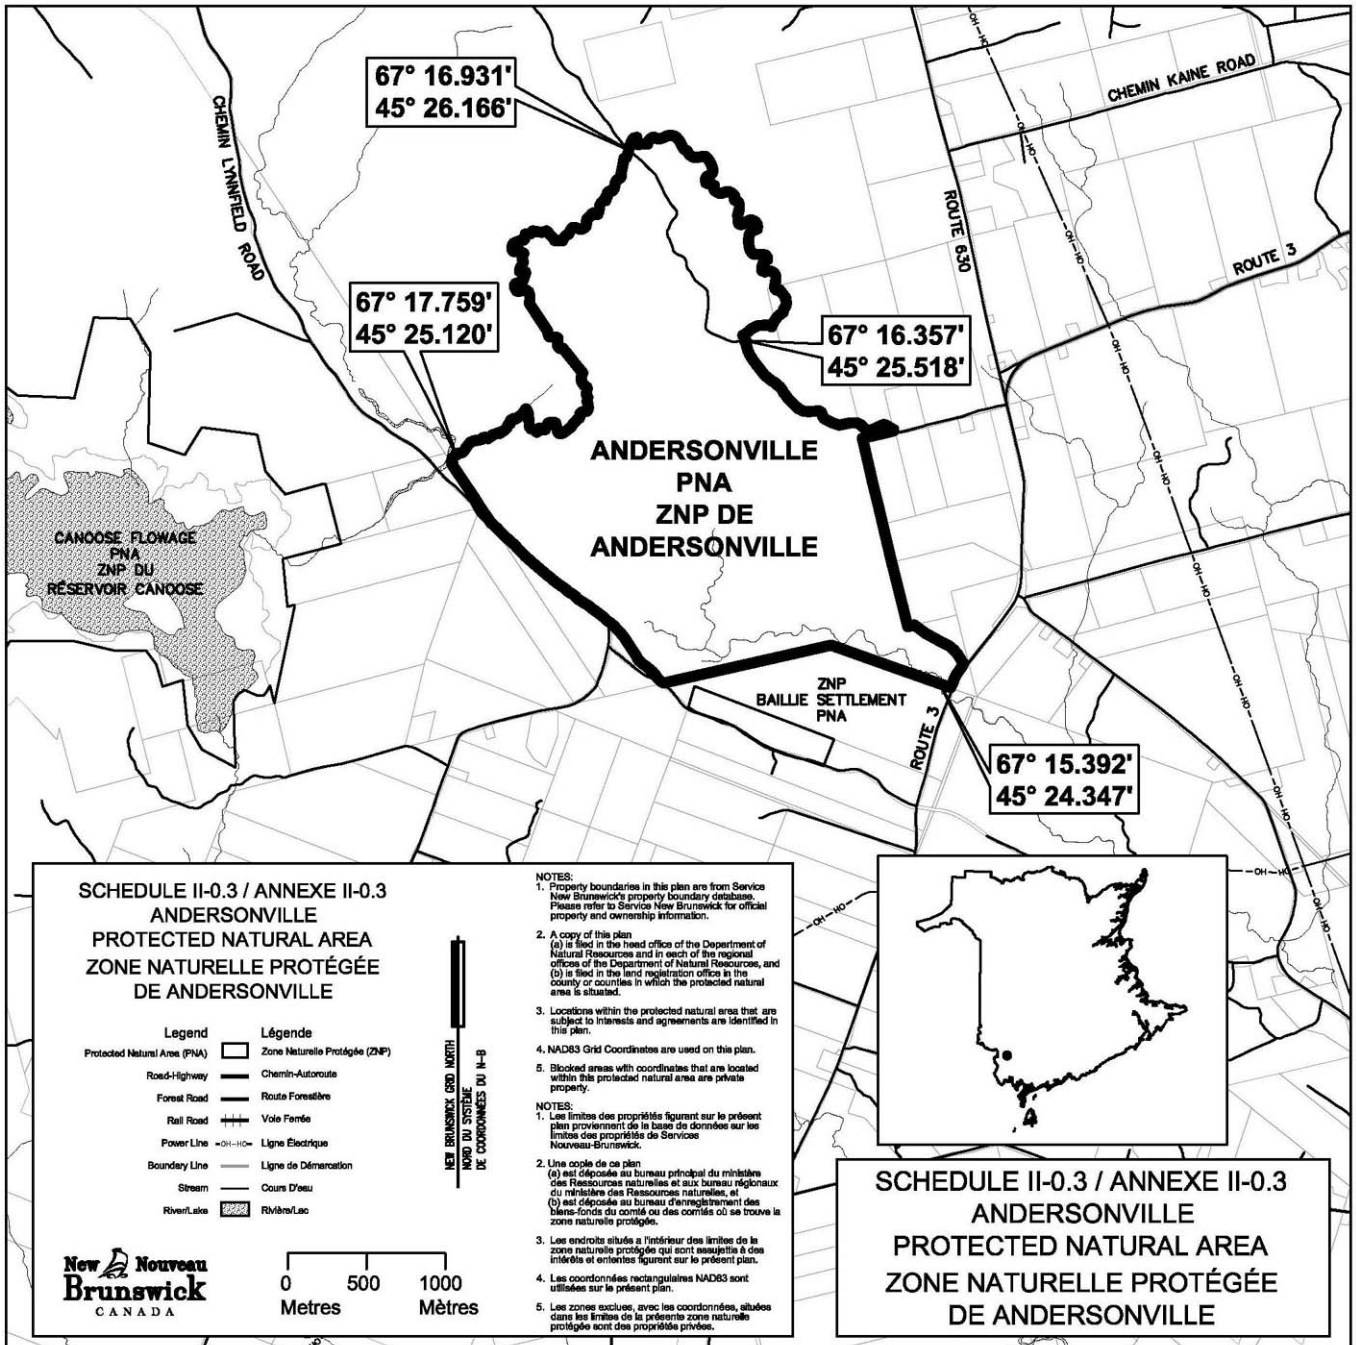 67° 16.931'
45° 26.166'
CHEMIN KAINE ROAD
CHEMIN LYNNFIELD ROAD
ROUTE 630
ROUTE 3
67° 17.759'
45° 25.120'
67° 16.357'
45° 25.518'
ANDERSONVILLE
PNA
ZNP DE
ANDERSONVILLE
CANOOSE FLOWAGE
PNA
ZNP DU
RÉSERVOIR CANOOSE
ZNP
BAILLIE SETTLEMENT
PNA
ROUTE 3
67° 15.392'
45° 24.347'
OH-HO
SCHEDULE II-0.3 / ANNEXE II-0.3
ANDERSONVILLE
PROTECTED NATURAL AREA
ZONE NATURELLE PROTÉGÉE
DE ANDERSONVILLE
Legend Légende
Protected Natural Area (PNA) Zone Naturelle Protégée (ZNP)
Road-Highway Chemin-Autoroute
Forest Road Route Forestière
Rail Road Voie Ferrée
Power Line -OH-HO- Ligne Électrique
Boundary Line Ligne de Démarcation
Stream Cours D'eau
River/Lake Rivière/Lac
NEW BRUNSWICK GRID NORTH
NORD DU SYSTÈME
DE COORDONNÉES DU N-B
New Nouveau
Brunswick
CANADA
0 500 1000
Metres Mètres
NOTES:
1. Property boundaries in this plan are from Service
New Brunswick's property boundary database.
Please refer to Service New Brunswick for official
property and ownership information.
2. A copy of this plan
(a) is filed in the head office of the Department of
Natural Resources and in each of the regional
offices of the Department of Natural Resources, and
(b) is filed in the land registration office in the
county or counties in which the protected natural
area is situated.
3. Locations within the protected natural area that are
subject to interests and agreements are identified in
this plan.
4. NAD83 Grid Coordinates are used on this plan.
5. Blocked areas with coordinates that are located
within this protected natural area are private
property.
NOTES:
1. Les limites des propriétés figurant sur le présent
plan proviennent de la base de données sur les
limites des propriétés de Services
Nouveau-Brunswick.
2. Une copie de ce plan
(a) est déposée au bureau principal du ministère
des Ressources naturelles et aux bureau régionaux
du ministère des Ressources naturelles, et
(b) est déposée au bureau d'enregistrement des
biens-fonds du comté ou des comtés où se trouve la
zone naturelle protégée.
3. Les endroits situés a l'intérieur des limites de la
zone naturelle protégée qui sont assujettis à des
intérêts et ententes figurant sur le présent plan.
4. Les coordonnées rectangulaires NAD83 sont
utilisées sur le présent plan.
5. Les zones exclues, avec les coordonnées, situées
dans les limites de la présente zone naturelle
protégée sont des propriétés privées.
SCHEDULE II-0.3 / ANNEXE II-0.3
ANDERSONVILLE
PROTECTED NATURAL AREA
ZONE NATURELLE PROTÉGÉE
DE ANDERSONVILLE